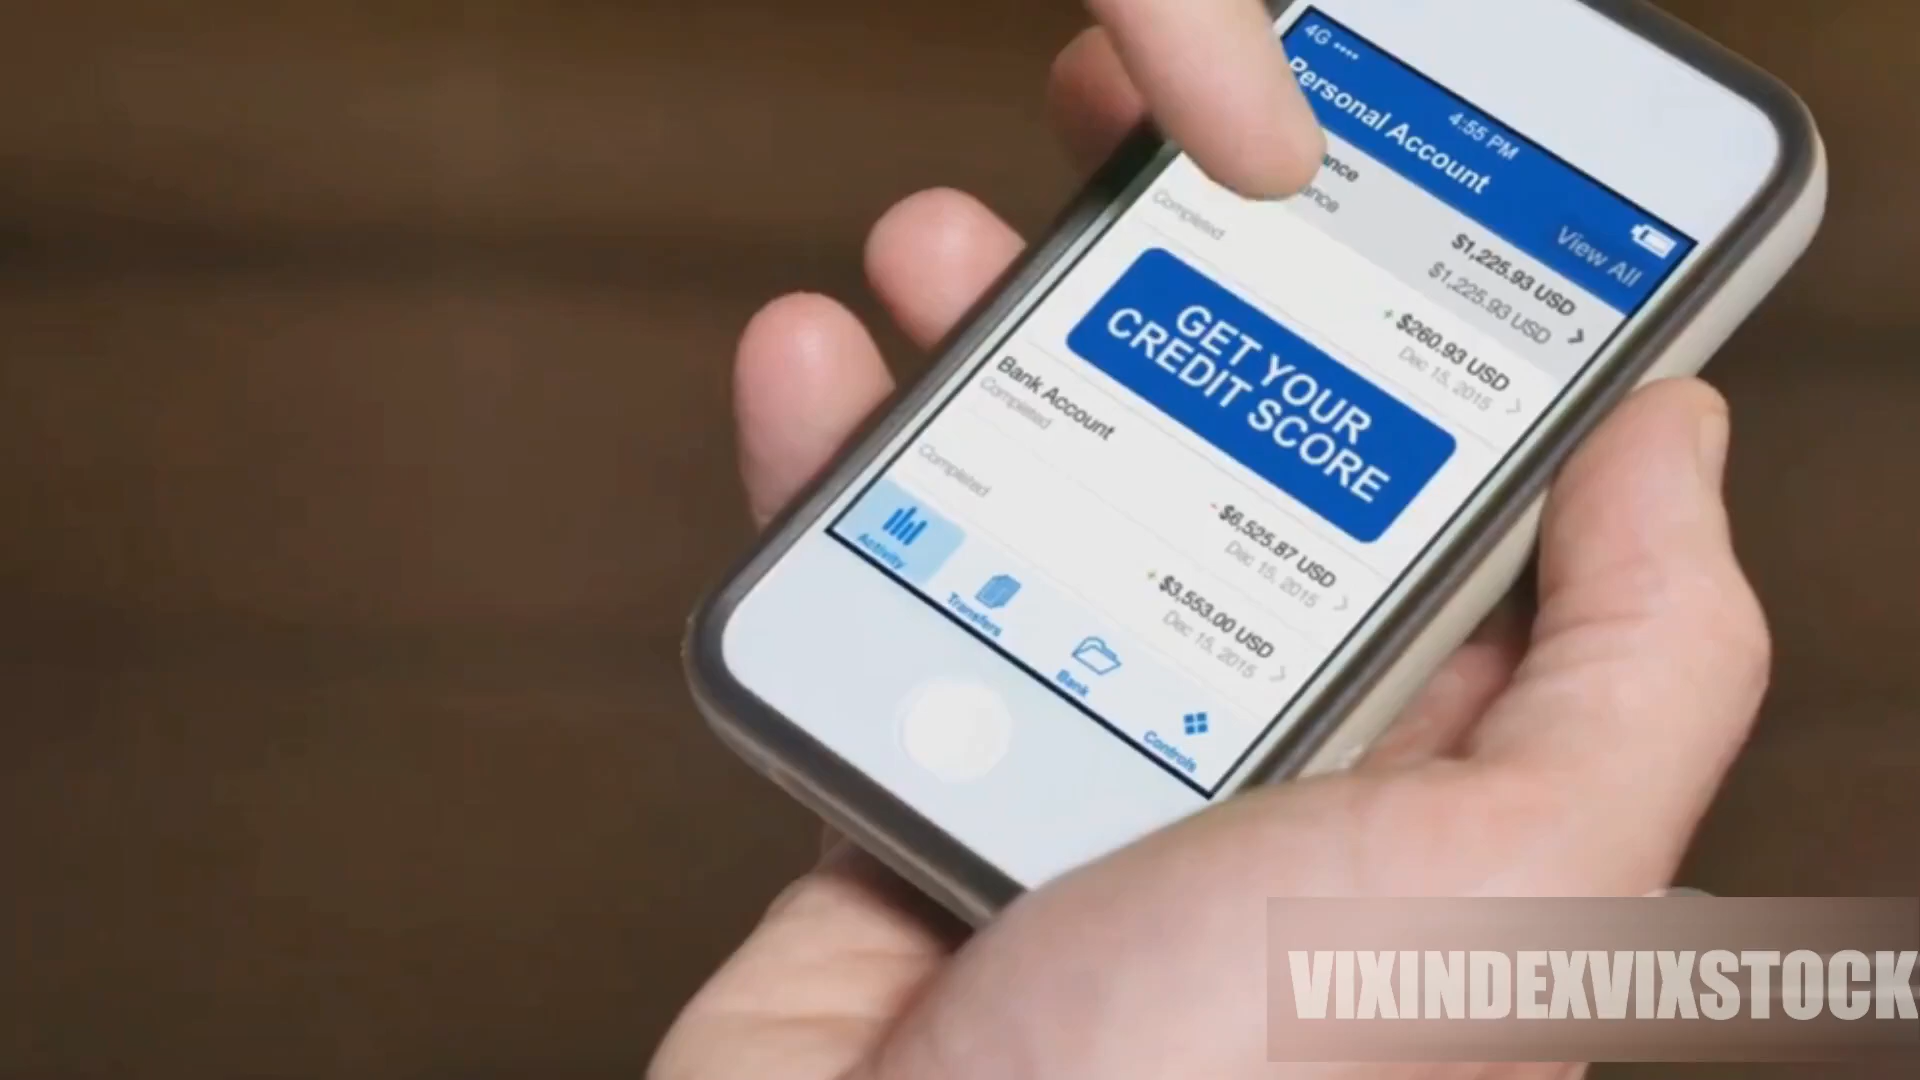 4G
4:55 PM
Personal Account
View All
$1,225.93 USD
$1,225.93 USD
Completed
+ $260.93 USD
Dec 15, 2015
GET YOUR
CREDIT SCORE
Bank Account
Completed
- $6,525.87 USD
Dec 15, 2015
Completed
+ $3,553.00 USD
Dec 15, 2015
Activity
Transfers
Bank
Controls
VIXINDEXVIXSTOCK